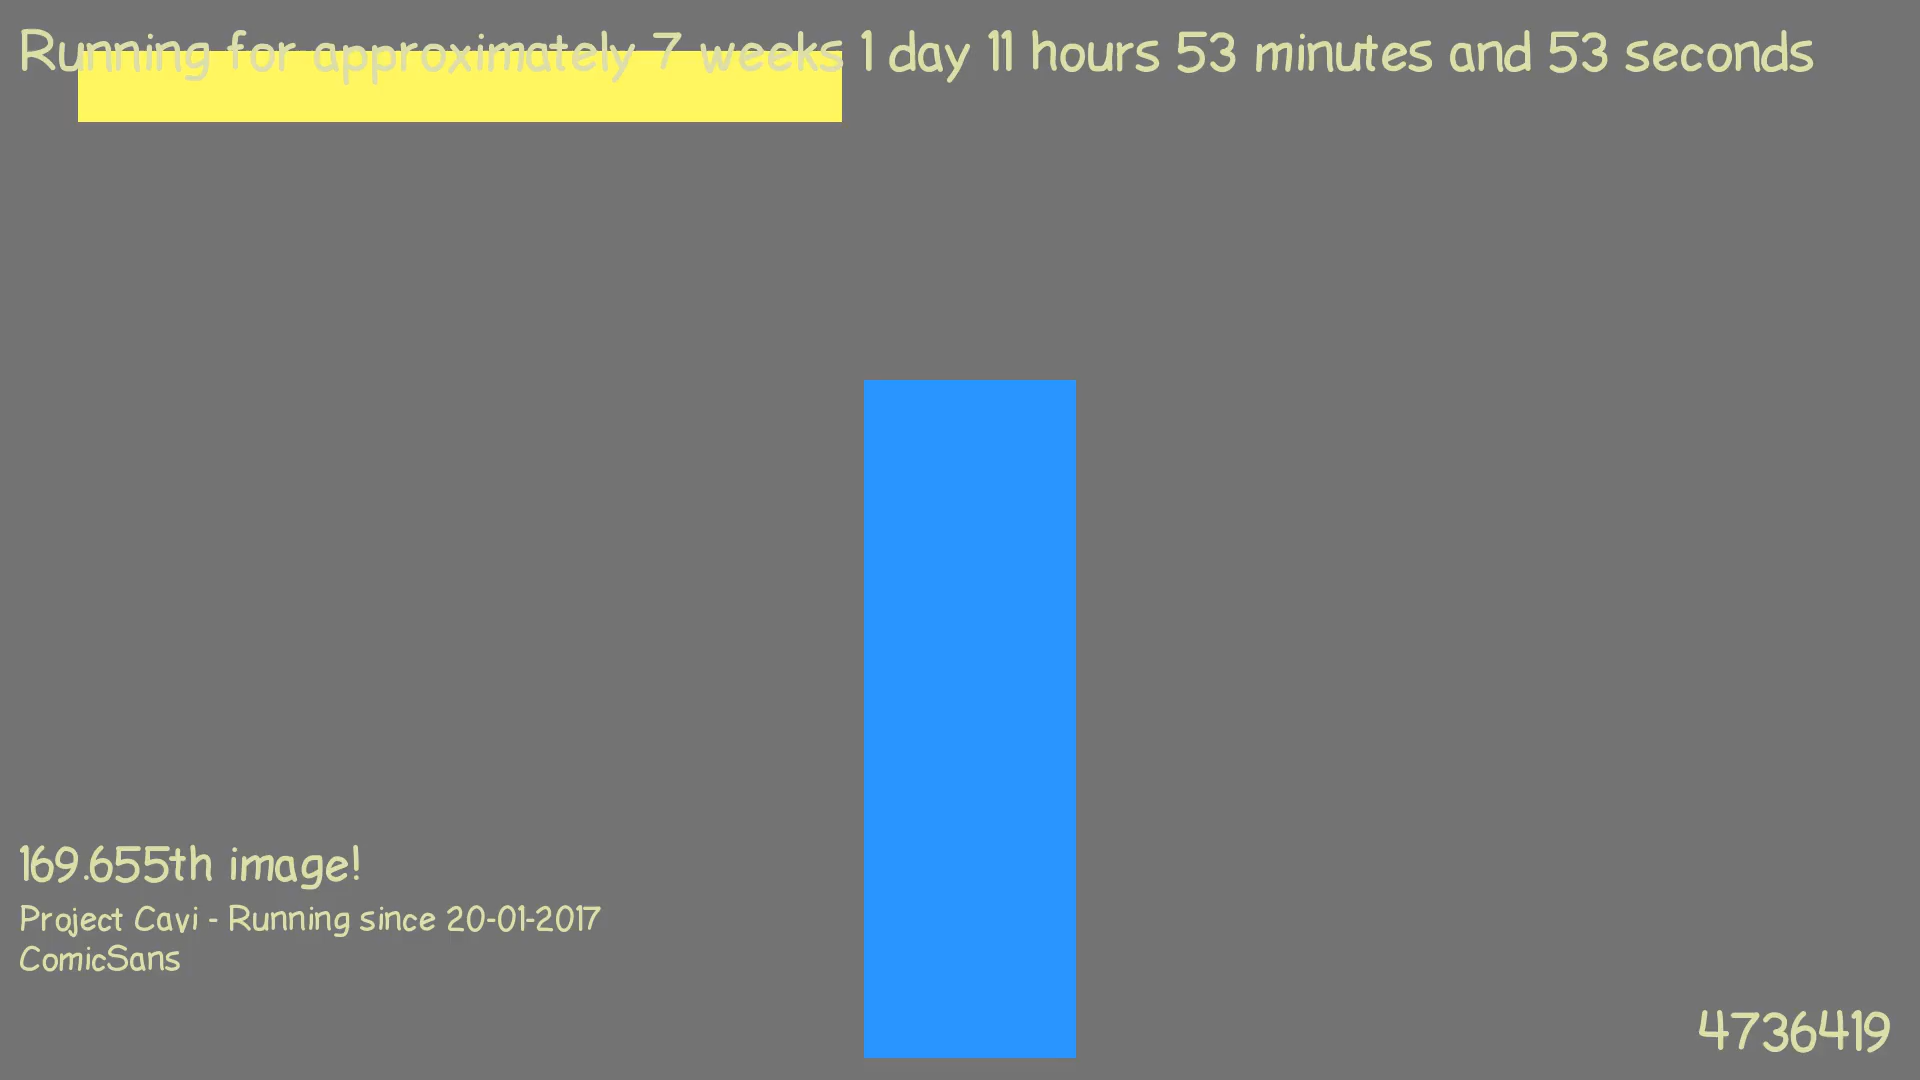 Running for approximately 7 weeks 1 day 11 hours 53 minutes and 53 seconds
169.655th image!
Project Cavi - Running since 20-01-2017
ComicSans
4736419